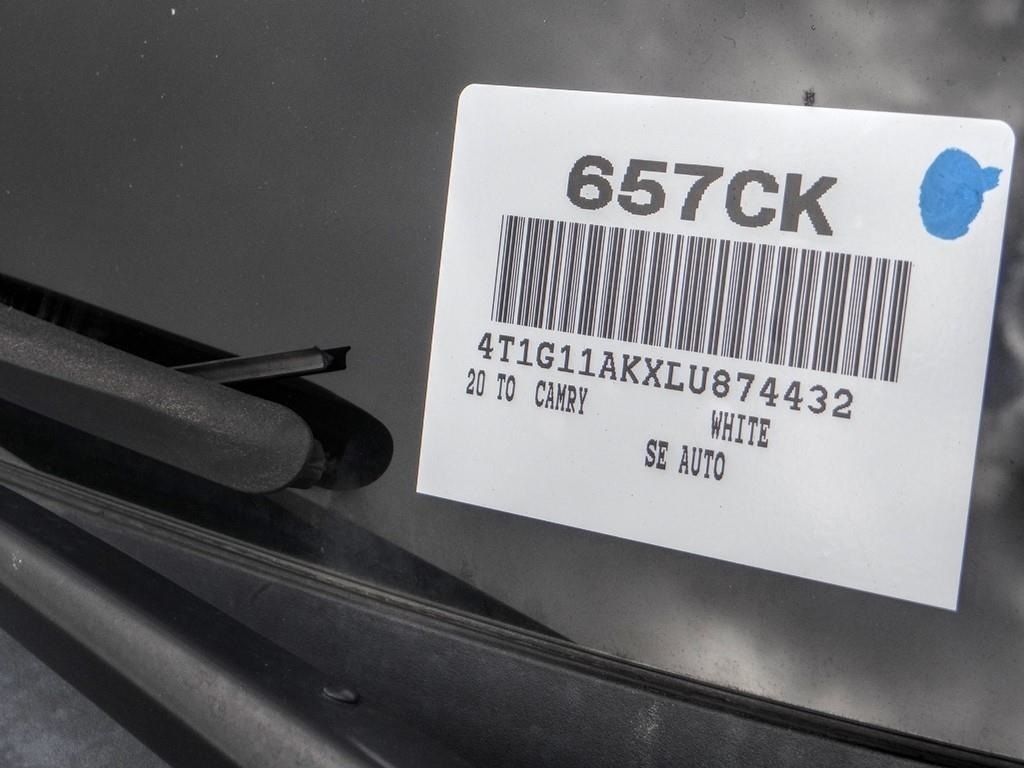 657CK
4T1G11AKXLU874432
20 TO CAMRY
WHITE
SE AUTO